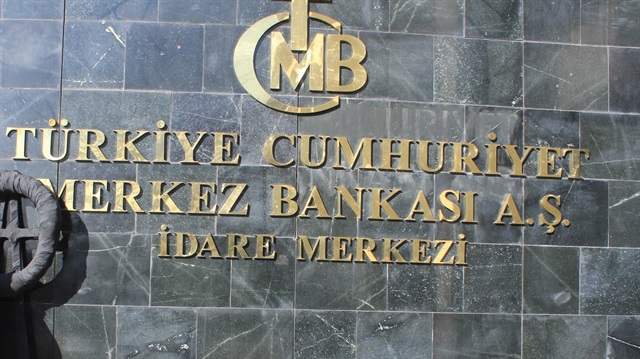 TCMB
TÜRKİYE CUMHURİYET
MERKEZ BANKASI A.Ş.
İDARE MERKEZİ